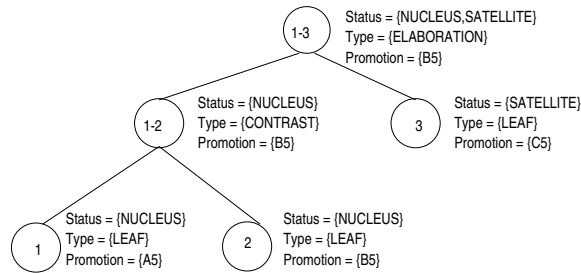 1-3
Status = {NUCLEUS,SATELLITE}
Type = {ELABORATION}
Promotion = {B5}
1-2
Status = {NUCLEUS}
Type = {CONTRAST}
Promotion = {B5}
3
Status = {SATELLITE}
Type = {LEAF}
Promotion = {C5}
1
Status = {NUCLEUS}
Type = {LEAF}
Promotion = {A5}
2
Status = {NUCLEUS}
Type = {LEAF}
Promotion = {B5}